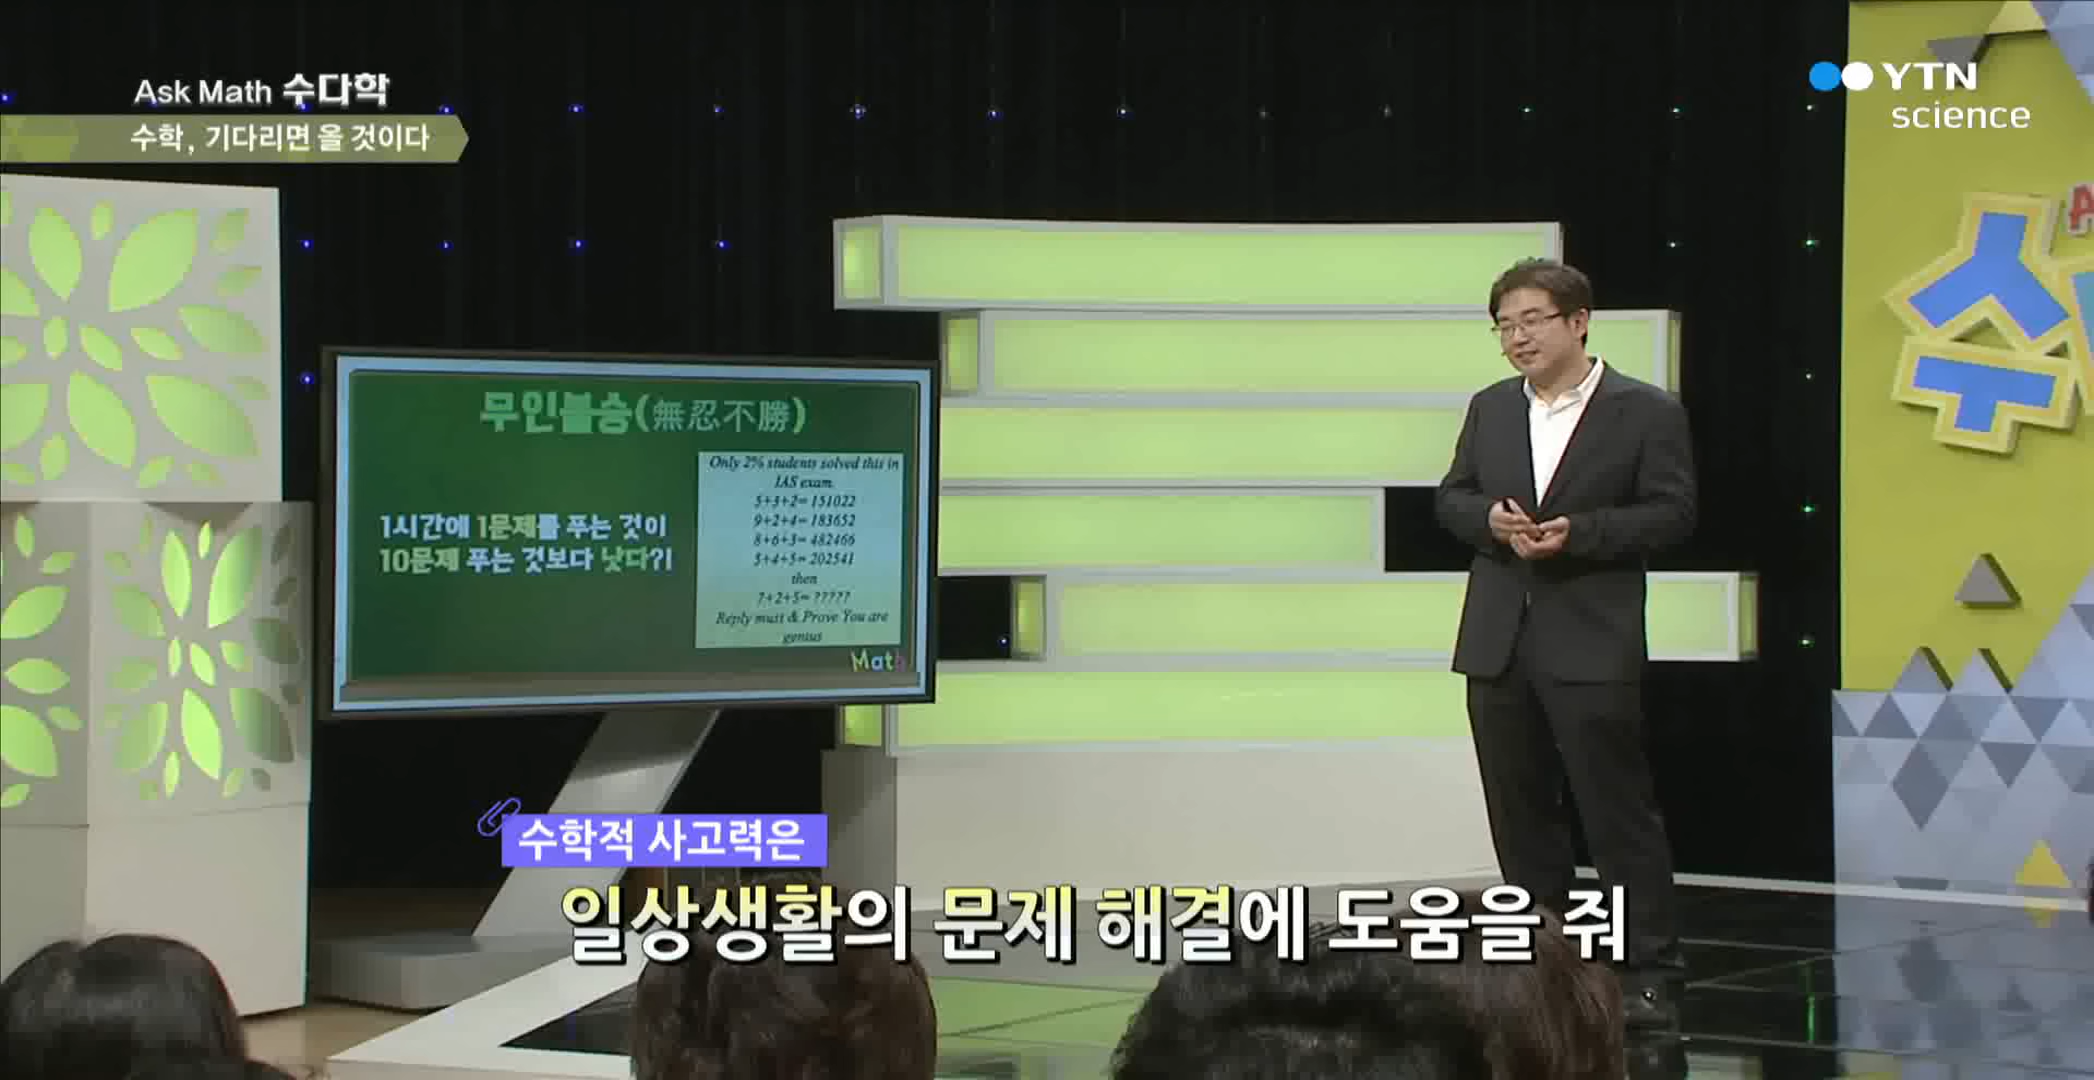 Ask Math 수다학
수학, 기다리면 올 것이다
YTN
science
수
무인불승(無忍不勝)
1시간에 1문제를 푸는 것이
10문제 푸는 것보다 낫다?!
Only 2% students solved this in
IAS exam.
5+3+2= 151022
9+2+4= 183652
8+6+3= 482466
5+4+5= 202541
then
7+2+5= ?????
Reply must & Prove You are
genius
Math
수학적 사고력은
일상생활의 문제 해결에 도움을 줘